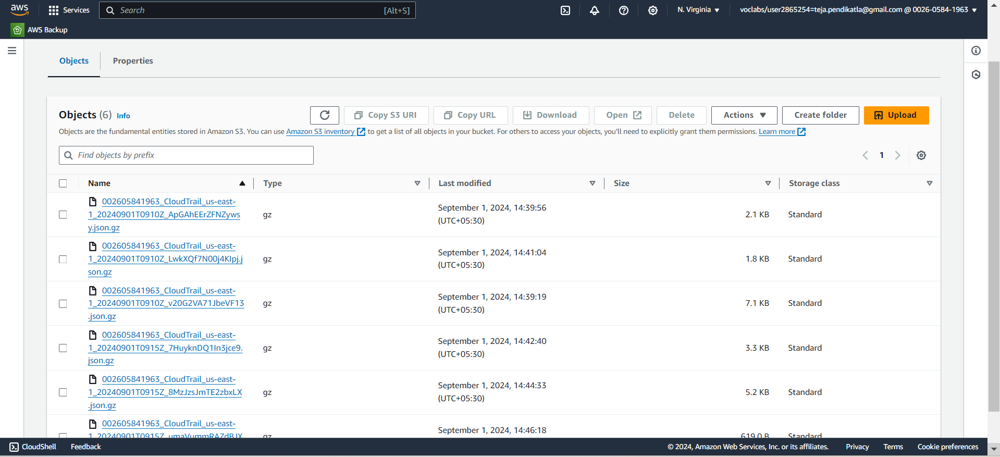 aws
Services
Search [Alt+S]
N. Virginia
voclabs/user2865254=teja.pendikatla@gmail.com @ 0026-0584-1963
AWS Backup
Objects
Properties
Objects (6) Info
Copy S3 URI
Copy URL
Download
Open
Delete
Actions
Create folder
Upload
Objects are the fundamental entities stored in Amazon S3. You can use Amazon S3 inventory to get a list of all objects in your bucket. For others to access your objects, you'll need to explicitly grant them permissions. Learn more
Find objects by prefix
1
Name
Type
Last modified
Size
Storage class
002605841963_CloudTrail_us-east-
1_20240901T0910Z_ApGAhEErZFNZyws
y.json.gz
gz
September 1, 2024, 14:39:56
(UTC+05:30)
2.1 KB
Standard
002605841963_CloudTrail_us-east-
1_20240901T0910Z_LwkXQf7N00j4KIpj.j
son.gz
gz
September 1, 2024, 14:41:04
(UTC+05:30)
1.8 KB
Standard
002605841963_CloudTrail_us-east-
1_20240901T0910Z_v20G2VA71JbeVF13
.json.gz
gz
September 1, 2024, 14:39:19
(UTC+05:30)
7.1 KB
Standard
002605841963_CloudTrail_us-east-
1_20240901T0915Z_7HuyknDQ1In3jce9.
json.gz
gz
September 1, 2024, 14:42:40
(UTC+05:30)
3.3 KB
Standard
002605841963_CloudTrail_us-east-
1_20240901T0915Z_8MzJzsJmTE2zbxLX
.json.gz
gz
September 1, 2024, 14:44:33
(UTC+05:30)
5.2 KB
Standard
002605841963_CloudTrail_us-east-
1_20240901T0915Z_umaVummRAZdBJX
gz
September 1, 2024, 14:46:18
619.0 B
Standard
CloudShell
Feedback
© 2024, Amazon Web Services, Inc. or its affiliates.
Privacy
Terms
Cookie preferences